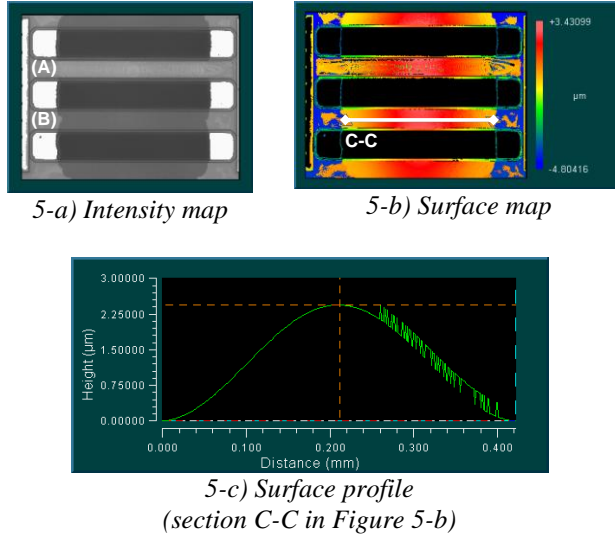 (A)
(B)
+3.43099
µm
-4.80416
C-C
5-a) Intensity map
5-b) Surface map
3.00000
2.25000
1.50000
0.75000
0.00000
Height (µm)
0.000
0.100
0.200
0.300
0.400
Distance (mm)
5-c) Surface profile
(section C-C in Figure 5-b)